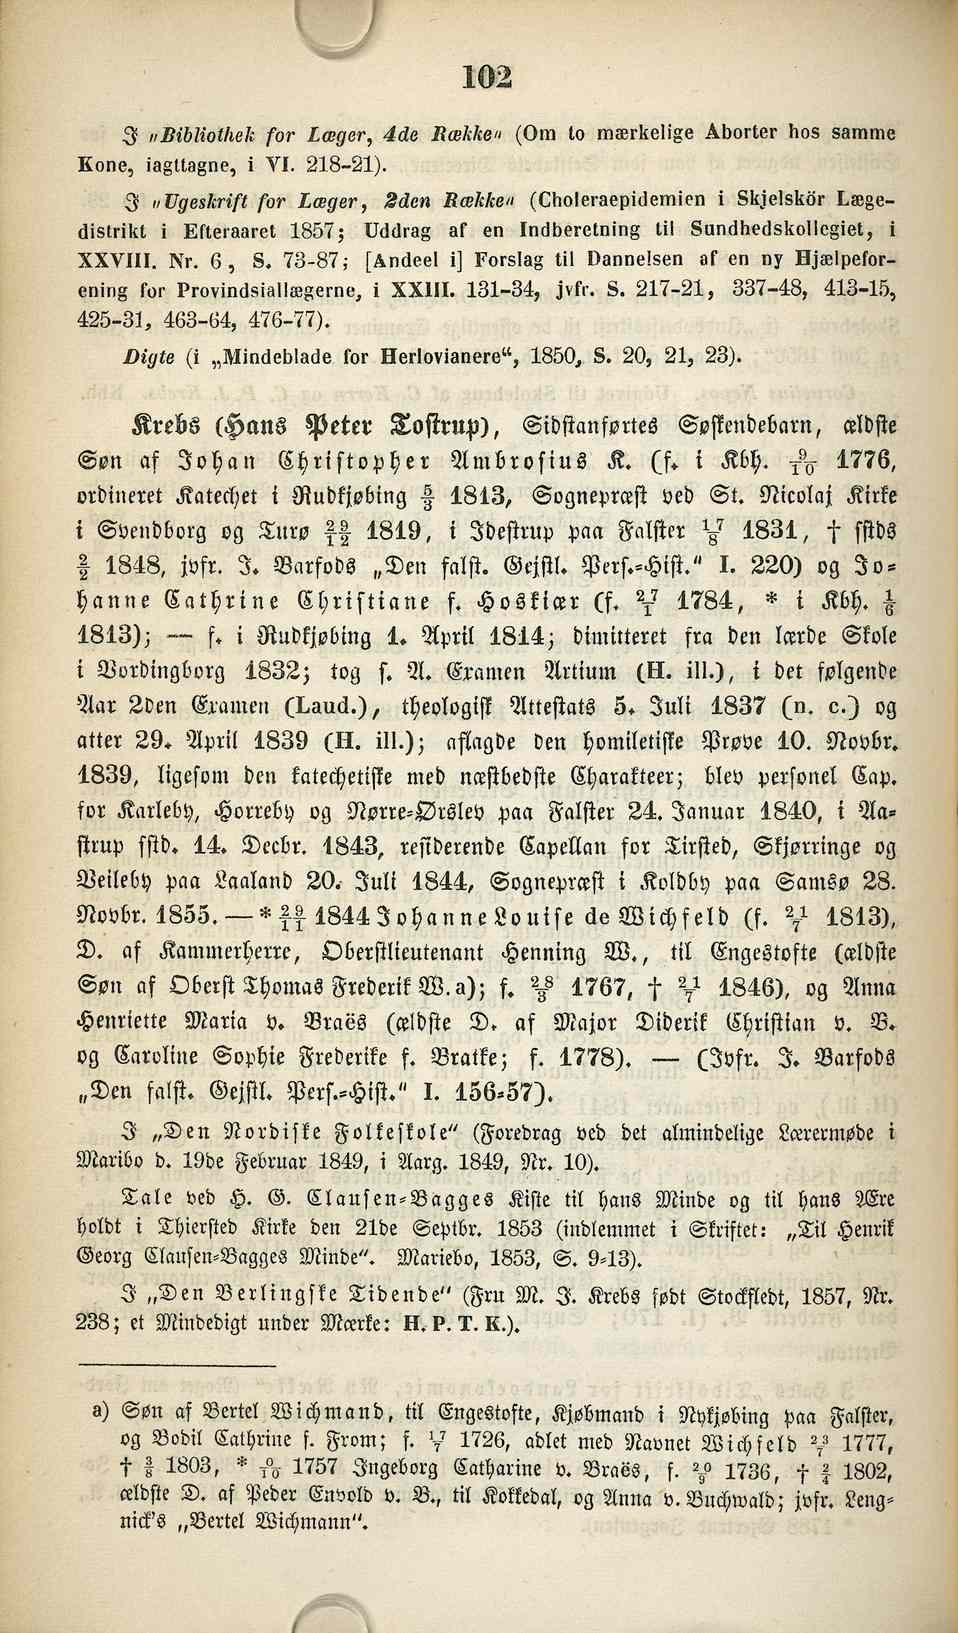 102
I „Bibliothek for Læger, 4de Række“ (Om to mærkelige Aborter hos samme
Kone, iagttagne, i VI. 218-21).
I „Ugeskrift for Læger, 2den Række“ (Choleraepidemien i Skjelskör Læge-
distrikt i Efteraaret 1857; Uddrag af en Indberetning til Sundhedskollegiet, i
XXVIII. Nr. 6, S. 73-87; [Andeel i] Forslag til Dannelsen af en ny Hjælpefor-
ening for Provindsiallægerne, i XXIII. 131-34, jvfr. S. 217-21, 337-48, 413-15,
425-31, 463-64, 476-77).
Digte (i „Mindeblade for Herlovianere“, 1850, S. 20, 21, 23).
Krebs (Hans Peter Tostrup), Sidstanførtes Søskendebarn, ældste
Søn af Johan Christopher Ambrosius K. (f. i Kbh. 9/10 1776,
ordineret Katechet i Rudkjøbing 5/3 1813, Sognepræst ved St. Nicolaj Kirke
i Svendborg og Turø 29/12 1819, i Idestrup paa Falster 17/8 1831, † sstds
2/2 1848, jvfr. J. Barfods „Den falst. Gejstl. Pers.-Hist.“ I. 220) og Jo-
hanne Cathrine Christiane f. Hoskiær (f. 27/1 1784, * i Kbh. 1/6
1813); — f. i Rudkjøbing 1. April 1814; dimitteret fra den lærde Skole
i Vordingborg 1832; tog s. A. Examen Artium (H. ill.), i det følgende
Aar 2den Examen (Laud.), theologisk Attestats 5. Juli 1837 (n. c.) og
atter 29. April 1839 (H. ill.); aflagde den homiletiske Prøve 10. Novbr.
1839, ligesom den katechetiske med næstbedste Charakteer; blev personel Cap.
for Karleby, Horreby og Nørre-Ørslev paa Falster 24. Januar 1840, i Aa-
strup sstd. 14. Decbr. 1843, residerende Capellan for Tirsted, Skjørringe og
Veileby paa Laaland 20. Juli 1844, Sognepræst i Koldby paa Samsø 28.
Novbr. 1855. — * 29/11 1844 Johanne Louise de Wichfeld (f. 21/7 1813),
D. af Kammerherre, Oberstlieutenant Henning W., til Engestofte (ældste
Søn af Oberst Thomas Frederik W. a); f. 28/3 1767, † 21/7 1846), og Anna
Henriette Maria v. Braës (ældste D. af Major Diderik Christian v. B.
og Caroline Sophie Frederike f. Bratke; f. 1778). — (Jvfr. J. Barfods
„Den falst. Gejstl. Pers.-Hist.“ I. 156-57).
I „Den Nordiske Folkeskole“ (Foredrag ved det almindelige Lærermøde i
Maribo d. 19de Februar 1849, i Aarg. 1849, Nr. 10).
Tale ved H. G. Clausen-Bagges Kiste til hans Minde og til hans Ære
holdt i Thiersted Kirke den 21de Septbr. 1853 (indlemmet i Skriftet: „Til Henrik
Georg Clausen-Bagges Minde“. Mariebo, 1853, S. 9-13).
I „Den Berlingske Tidende“ (Fru M. J. Krebs født Stockfledt, 1857, Nr.
238; et Mindedigt under Mærke: H. P. T. K.).
a) Søn af Bertel Wichmand, til Engestofte, Kjøbmand i Nykjøbing paa Falster,
og Bodil Cathrine f. From; f. 17/7 1726, adlet med Navnet Wichfeld 23/7 1777,
† 3/8 1803, * 9/10 1757 Ingeborg Catharine v. Braës, f. 20/9 1736, † 2/4 1802,
ældste D. af Peder Envold v. B., til Kokkedal, og Anna v. Buchwald; jvfr. Leng-
nick's „Bertel Wichmann“.